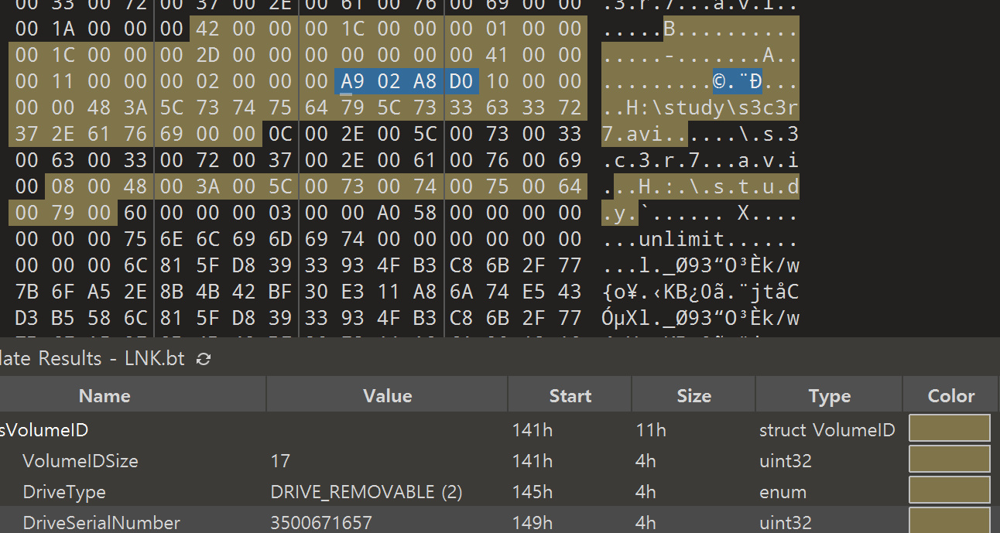 00 33 00 72 00 37 00 2E 00 61 00 76 00 69 00 00 .3.r.7...a.v.i..
00 1A 00 00 00 42 00 00 00 1C 00 00 00 01 00 00 .....B..........
00 1C 00 00 00 2D 00 00 00 00 00 00 00 41 00 00 .....-.......A..
00 11 00 00 00 02 00 00 00 A9 02 A8 D0 10 00 00 .........©.¨Ð...
00 00 48 3A 5C 73 74 75 64 79 5C 73 33 63 33 72 ..H:\study\s3c3r
37 2E 61 76 69 00 00 0C 00 2E 00 5C 00 73 00 33 7.avi......\.s.3
00 63 00 33 00 72 00 37 00 2E 00 61 00 76 00 69 .c.3.r.7...a.v.i
00 08 00 48 00 3A 00 5C 00 73 00 74 00 75 00 64 ...H.:.\.s.t.u.d
00 79 00 60 00 00 00 03 00 00 A0 58 00 00 00 00 .y.`...... X....
00 00 00 75 6E 6C 69 6D 69 74 00 00 00 00 00 00 ...unlimit......
00 00 00 6C 81 5F D8 39 33 93 4F B3 C8 6B 2F 77 ...l._Ø93“O³Èk/w
7B 6F A5 2E 8B 4B 42 BF 30 E3 11 A8 6A 74 E5 43 {o¥.‹KB¿0ã.¨jtåC
D3 B5 58 6C 81 5F D8 39 33 93 4F B3 C8 6B 2F 77 ÓµXl._Ø93“O³Èk/w
late Results - LNK.bt
Name Value Start Size Type Color
sVolumeID 141h 11h struct VolumeID
VolumeIDSize 17 141h 4h uint32
DriveType DRIVE_REMOVABLE (2) 145h 4h enum
DriveSerialNumber 3500671657 149h 4h uint32